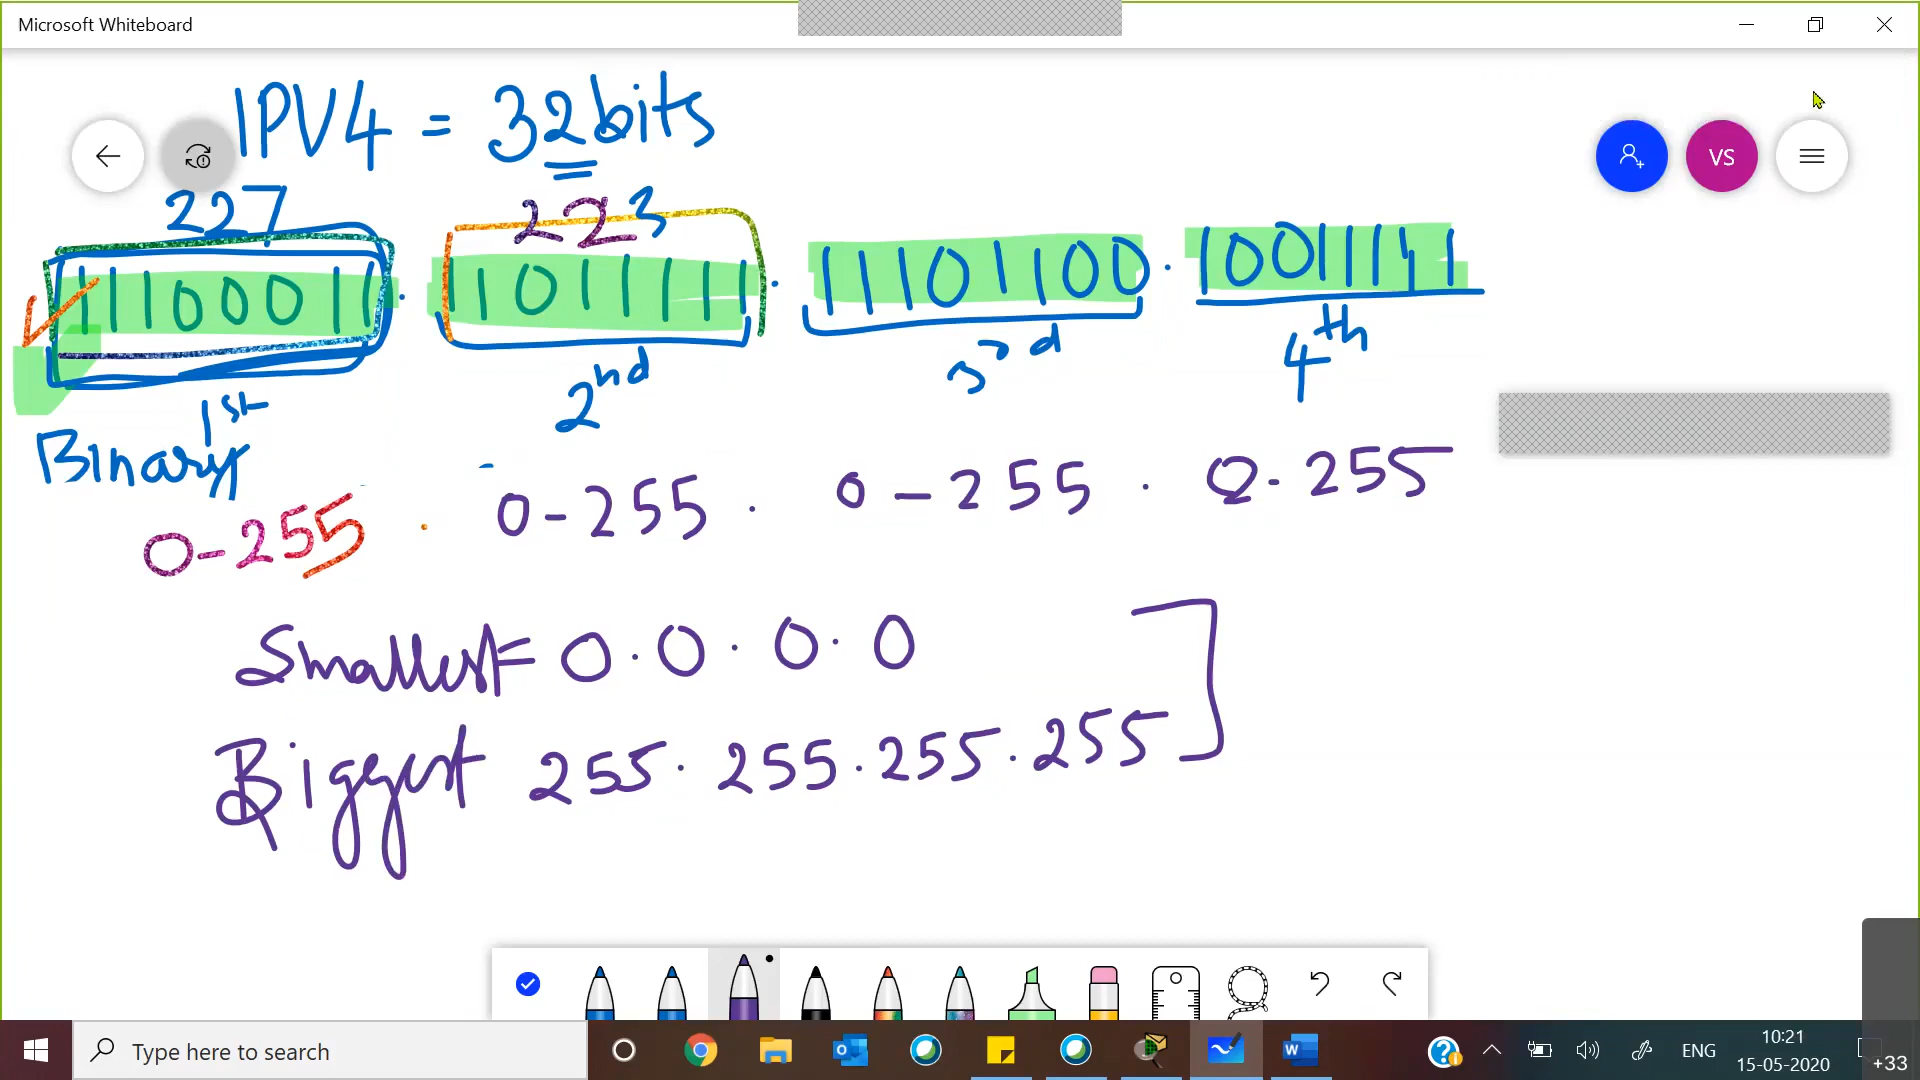 Microsoft Whiteboard
IPV4 = 32bits
VS
227 223
11100011 . 11011111 . 11101100 . 10011111
1st 2nd 3rd 4th
Binary
0-255 . 0-255 . 0-255 . 0-255
Smallest= 0.0.0.0
Biggest 255.255.255.255
Type here to search
ENG
10:21
15-05-2020
+33